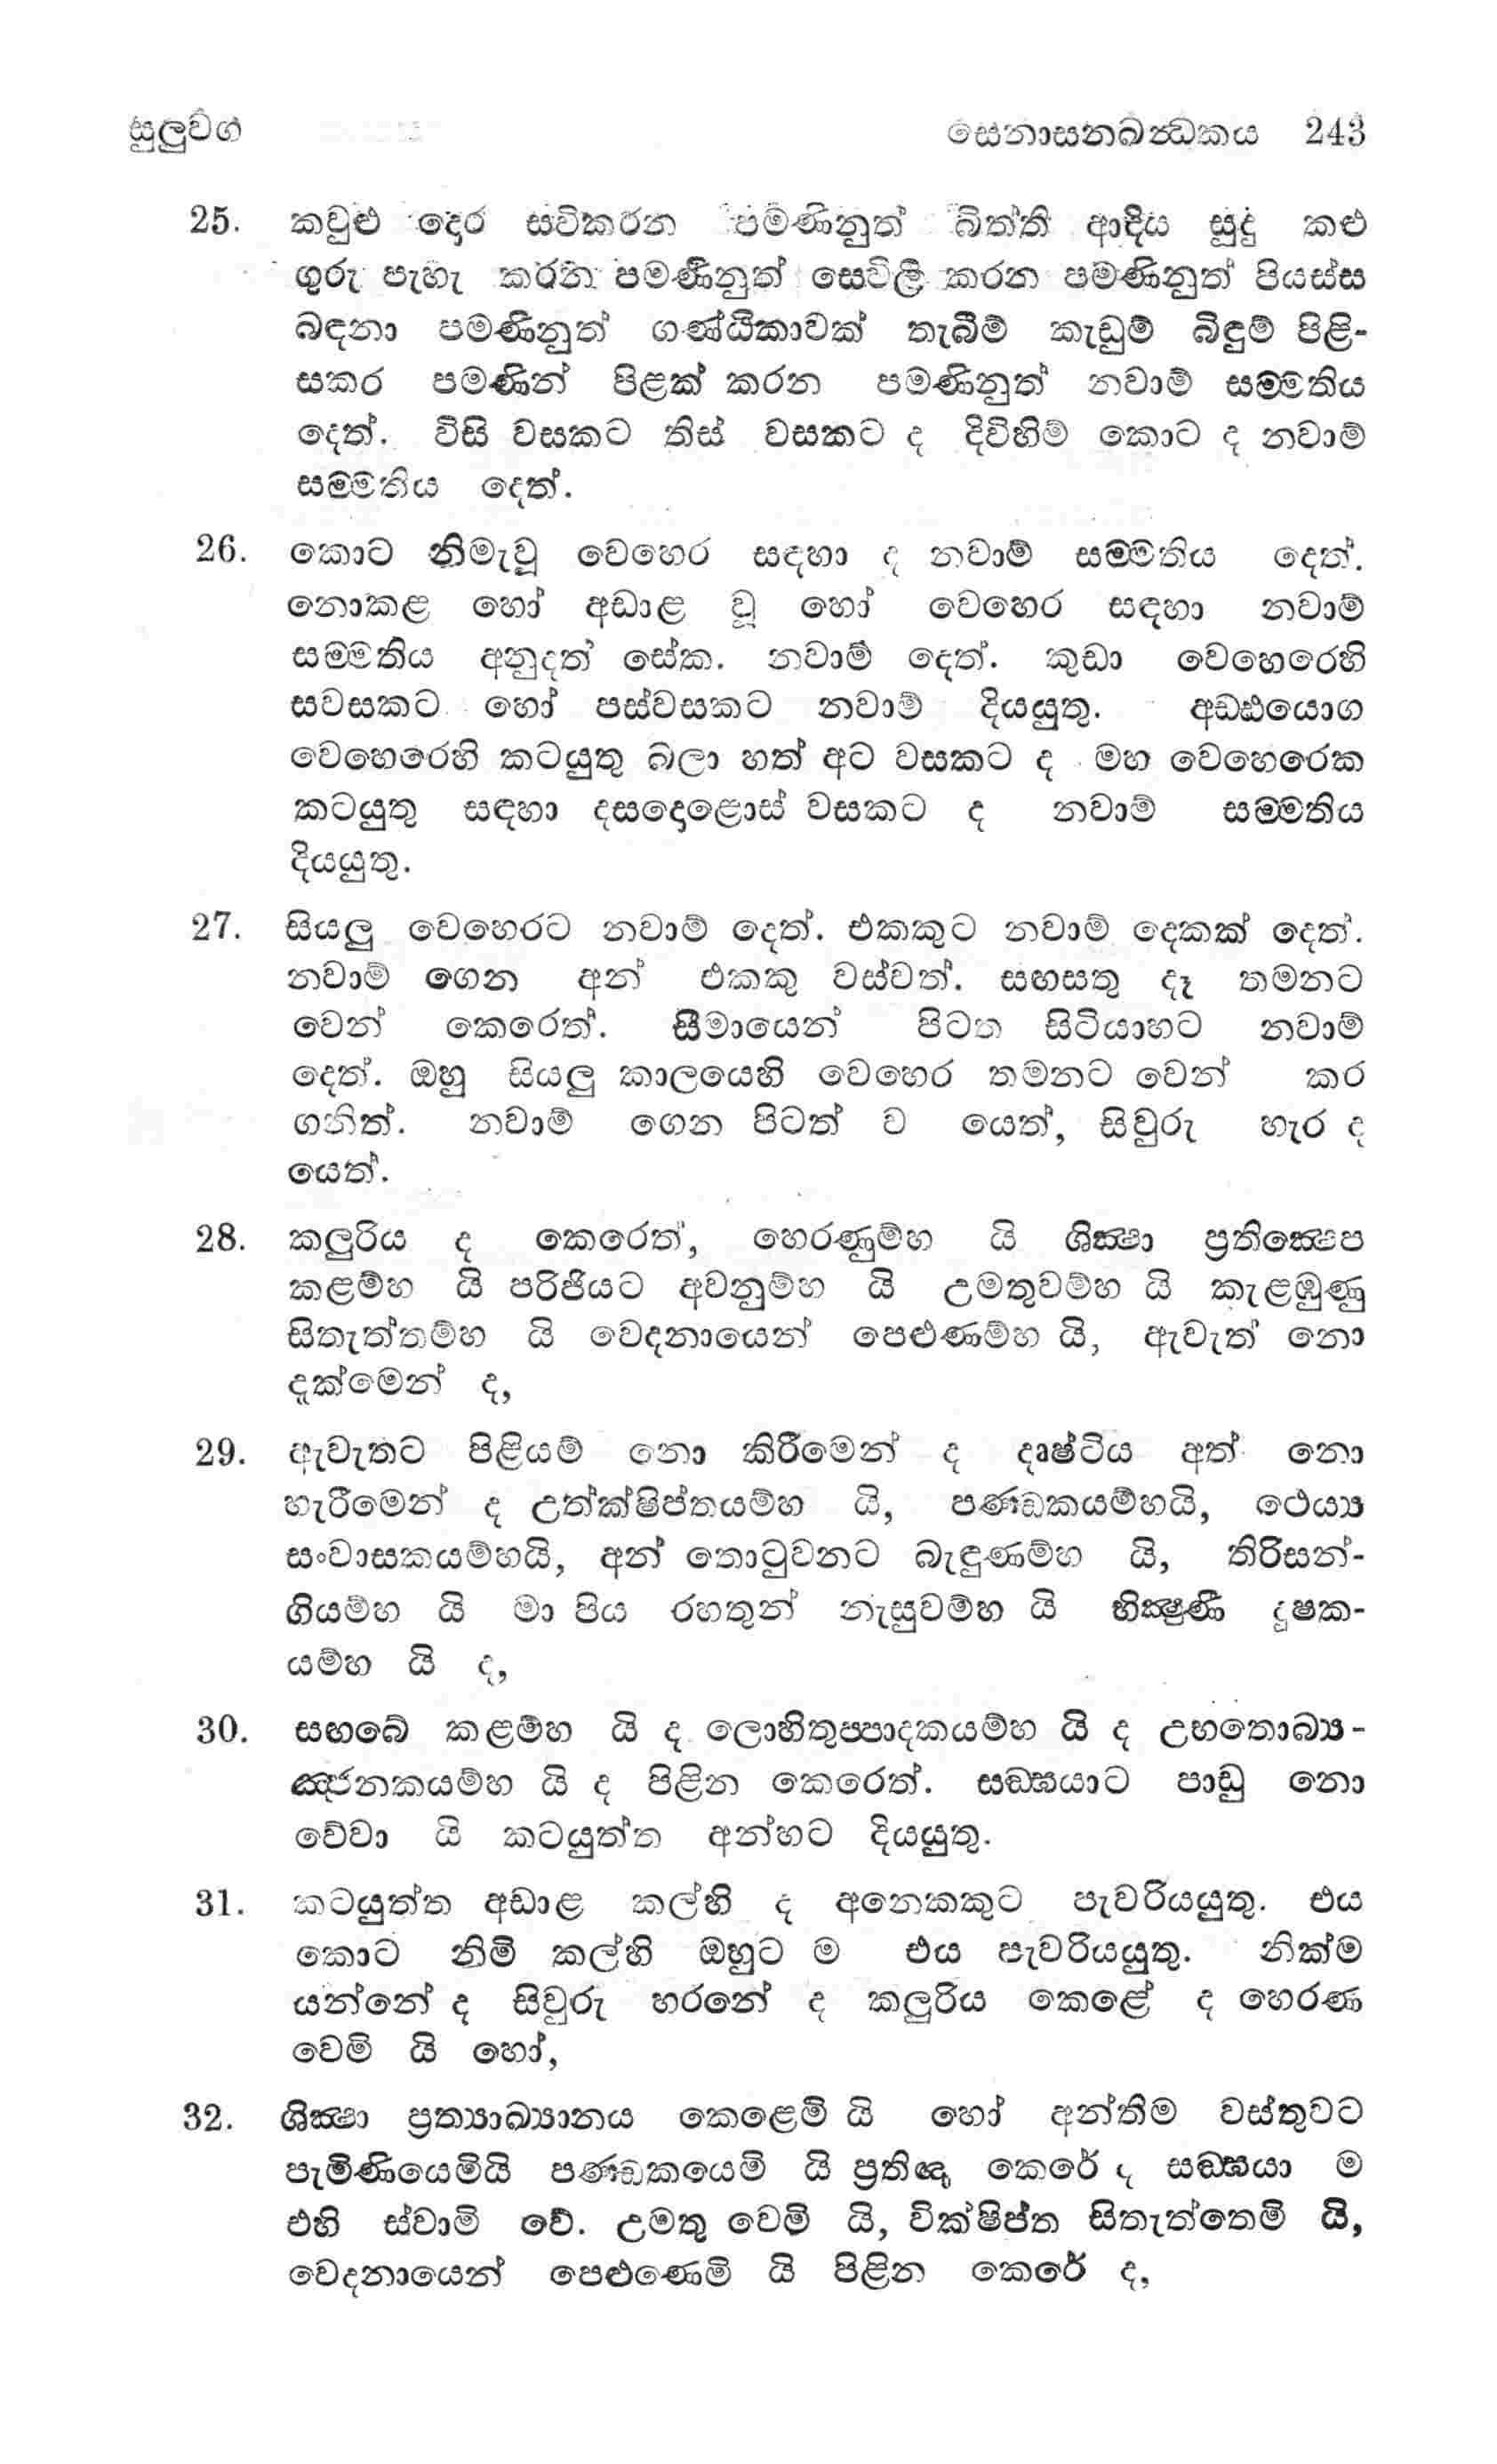 සුලුවග සෙනාසනඛන්ධකය 243
25. කවුළු දොර සවිකරන පමණිනුත් බිත්ති ආදිය සුදු කළු
ගුරු පැහැ කරන පමණිනුත් සෙවිලි කරන පමණිනුත් පියස්ස
බඳනා පමණිනුත් ගණ්යිකාවක් තැබීම් කැඩුම් බිඳුම් පිළි-
සකර පමණින් පිළක් කරන පමණිනුත් නවාම් සම්මතිය
දෙත්. විසි වසකට තිස් වසකට ද දිවිහිම් කොට ද නවාම්
සම්මතිය දෙත්.
26. කොට නිමැවූ වෙහෙර සඳහා ද නවාම් සම්මතිය දෙත්.
නොකළ හෝ අඩාළ වූ හෝ වෙහෙර සඳහා නවාම්
සම්මතිය අනුදත් සේක. නවාම් දෙත්. කුඩා වෙහෙරෙහි
සවසකට හෝ පස්වසකට නවාම් දියයුතු. අඩ්ඪයොග
වෙහෙරෙහි කටයුතු බලා හත් අට වසකට ද මහ වෙහෙරෙක
කටයුතු සඳහා දසදොළොස් වසකට ද නවාම් සම්මතිය
දියයුතු.
27. සියලු වෙහෙරට නවාම් දෙත්. එකකුට නවාම් දෙකක් දෙත්.
නවාම් ගෙන අන් එකකු වස්වත්. සඟසතු දෑ තමනට
වෙන් කෙරෙත්. සීමායෙන් පිටත සිටියාහට නවාම්
දෙත්. ඔහු සියලු කාලයෙහි වෙහෙර තමනට වෙන් කර
ගනිත්. නවාම් ගෙන පිටත් ව යෙත්, සිවුරු හැර ද
යෙත්.
28. කලුරිය ද කෙරෙත්, හෙරණුම්හ යි ශික්‍ෂා ප්‍රතික්‍ෂෙප
කළම්හ යි පරිජියට අවනුම්හ යි උමතුවම්හ යි කැළඹුණු
සිතැත්තම්හ යි වෙදනායෙන් පෙළුණම්හ යි, ඇවැත් නො
දැක්මෙන් ද,
29. ඇවැතට පිළියම් නො කිරීමෙන් ද දෘෂ්ටිය අත් නො
හැරීමෙන් ද උත්ක්ෂිප්තයම්හ යි, පණ්ඩකයම්හයි, ථෙය්‍ය
සංවාසකයම්හයි, අන් තොටුවනට බැඳුණම්හ යි, තිරිසන්-
ගියම්හ යි මා පිය රහතුන් නැසුවම්හ යි භික්‍ෂුණී දූෂක-
යම්හ යි ද,
30. සඟබේ කළම්හ යි ද ලොහිතුප්පාදකයම්හ යි ද උභතොබ්‍ය-
ඤ්ජනකයම්හ යි ද පිළින කෙරෙත්. සඞ්ඝයාට පාඩු නො
වේවා යි කටයුත්ත අන්හට දියයුතු.
31. කටයුත්ත අඩාළ කල්හි ද අනෙකකුට පැවරියයුතු. එය
කොට නිමි කල්හි ඔහුට ම එය පැවරියයුතු. නික්ම
යන්නේ ද සිවුරු හරනේ ද කලුරිය කෙළේ ද හෙරණ
වෙමි යි හෝ,
32. ශික්‍ෂා ප්‍රත්‍යාඛ්‍යානය කෙළෙමි යි හෝ අන්තිම වස්තුවට
පැමිණියෙමියි පණ්ඩකයෙමි යි ප්‍රතිඥා කෙරේ ද සඞ්ඝයා ම
එහි ස්වාමි වේ. උමතු වෙමි යි, වික්ෂිප්ත සිතැත්තෙමි යි,
වෙදනායෙන් පෙළුණෙමි යි පිළින කෙරේ ද,